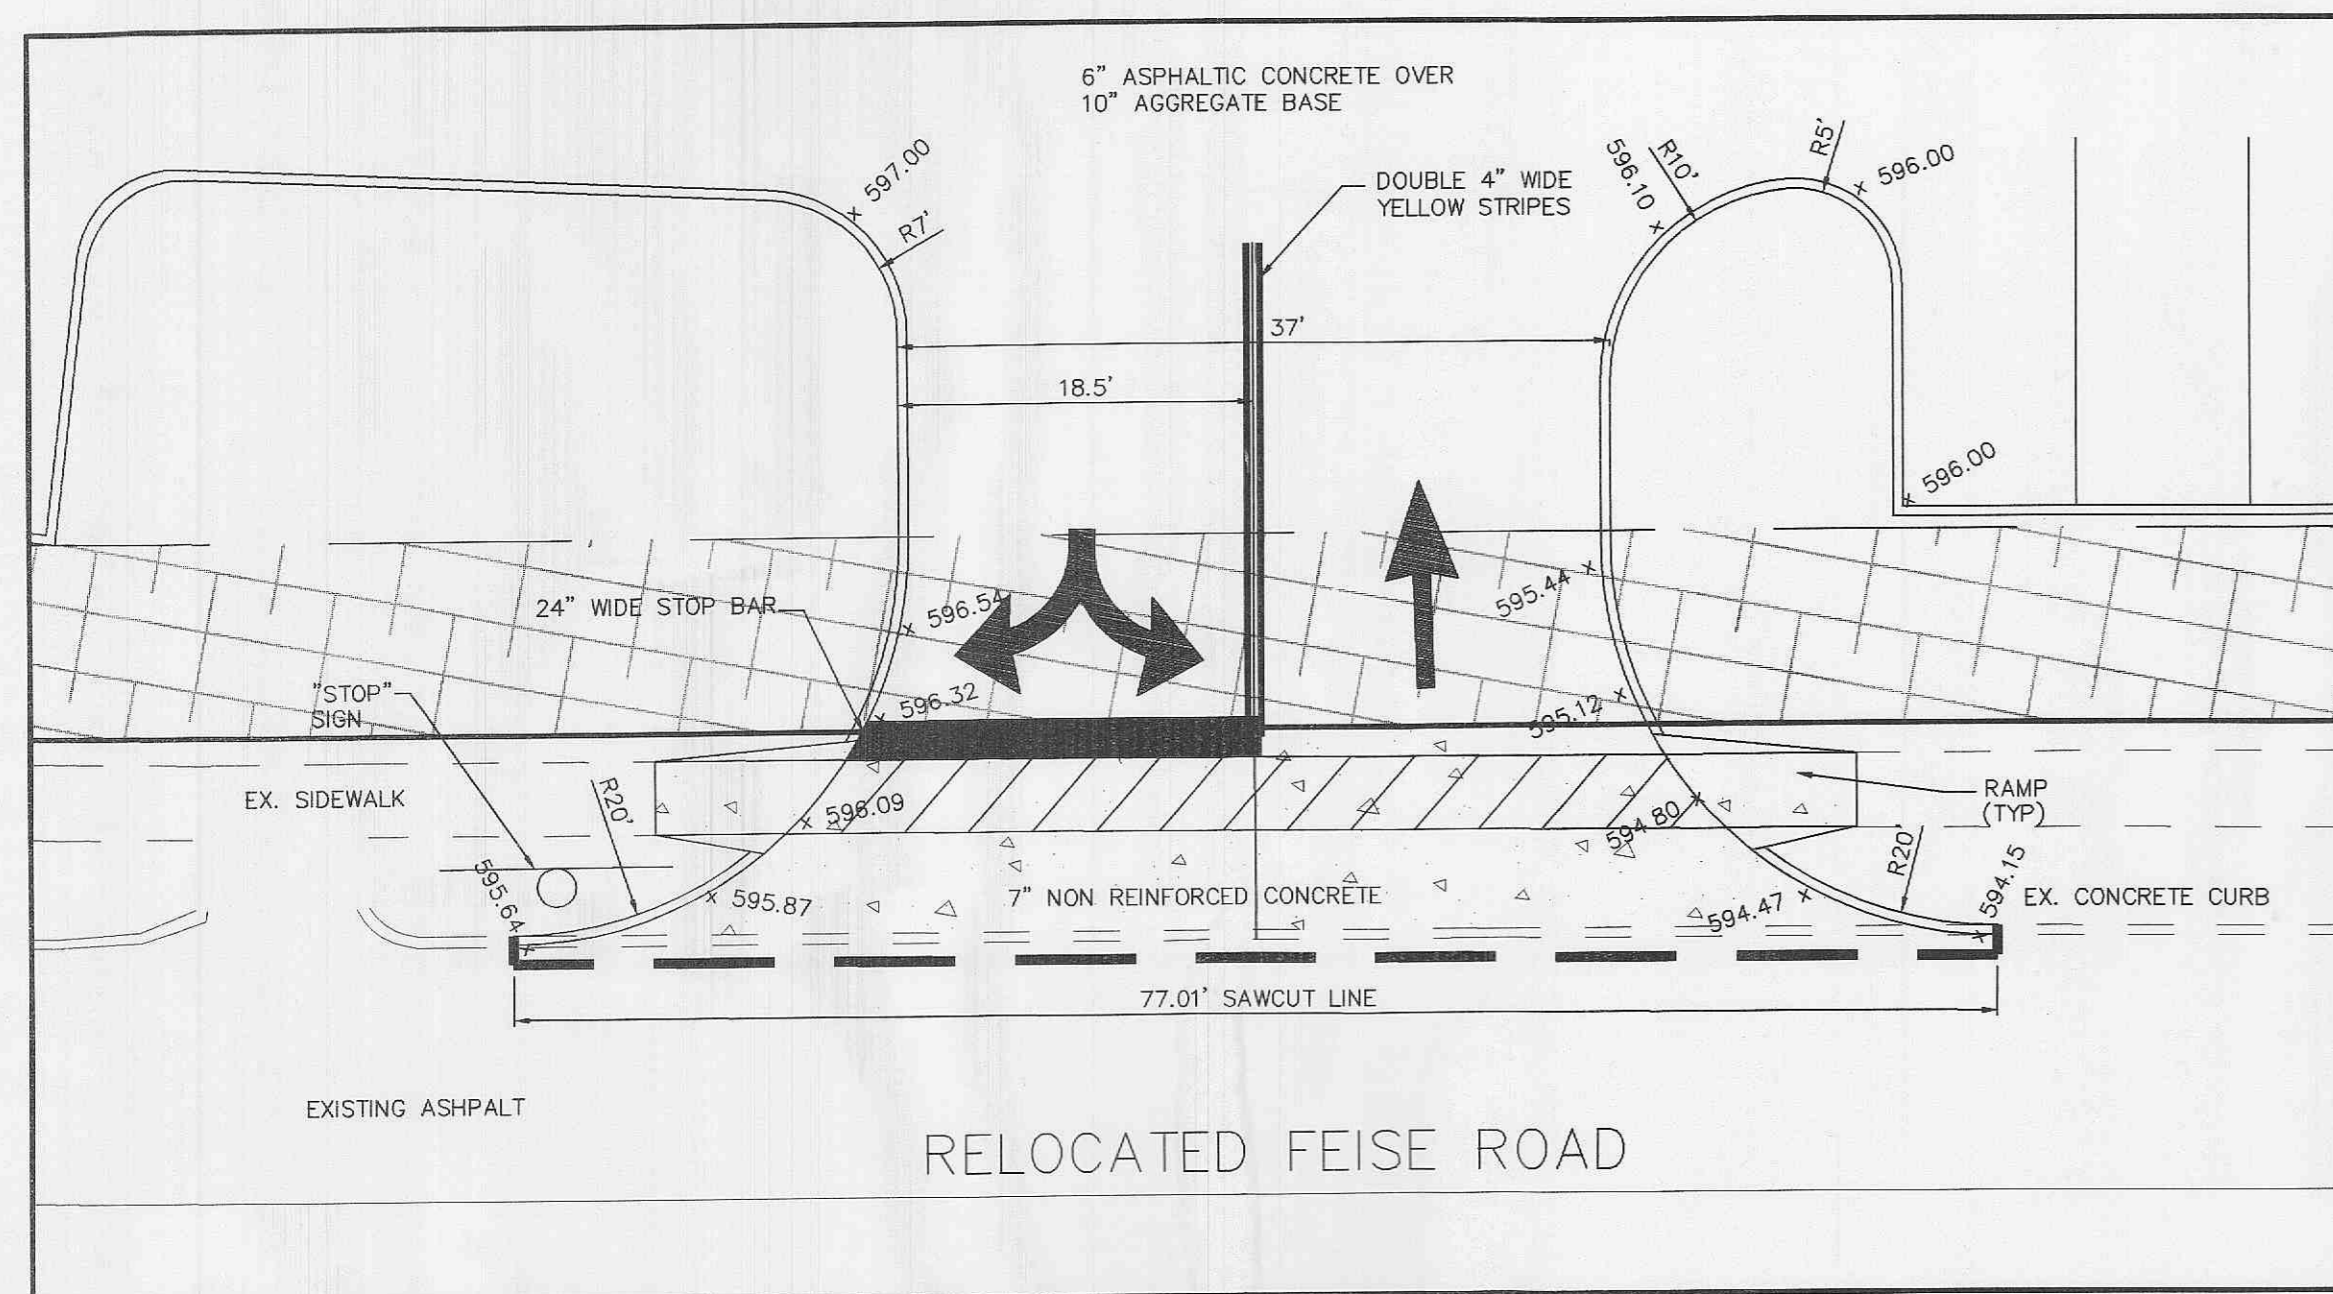 6" ASPHALTIC CONCRETE OVER
10" AGGREGATE BASE
597.00
R7'
DOUBLE 4" WIDE
YELLOW STRIPES
596.10
R10'
R5'
596.00
37'
18.5'
596.00
24" WIDE STOP BAR
596.54
595.44
"STOP"
SIGN
596.32
595.12
EX. SIDEWALK
R20'
596.09
594.80
RAMP
(TYP)
R20'
595.64
595.87
7" NON REINFORCED CONCRETE
594.47
594.15
EX. CONCRETE CURB
77.01' SAWCUT LINE
EXISTING ASHPALT
RELOCATED FEISE ROAD